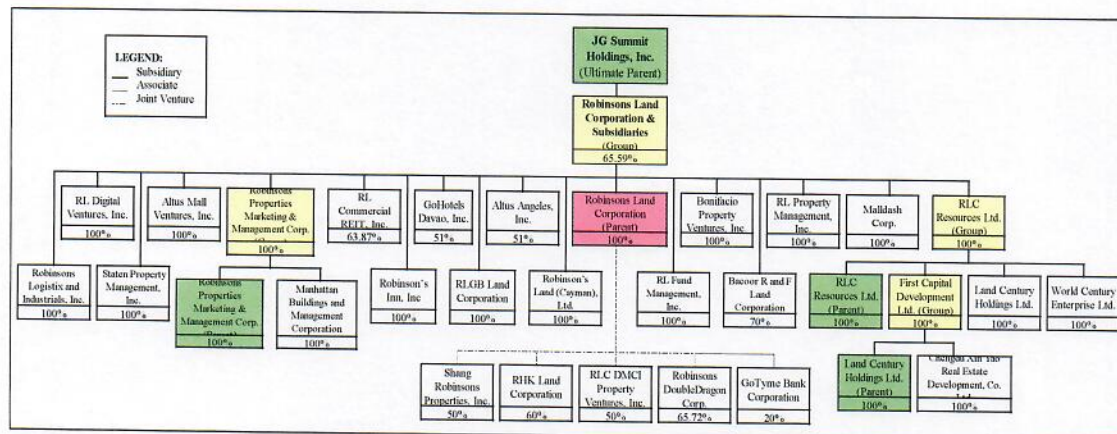 LEGEND:
Subsidiary
Associate
Joint Venture
JG Summit
Holdings, Inc.
(Ultimate Parent)
Robinsons Land
Corporation &
Subsidiaries
(Group)
65.59%
RL Digital
Ventures, Inc.
100%
Altus Mall
Ventures, Inc.
100%
Robinsons
Properties
Marketing &
Management Corp.
100%
RL
Commercial
REIT, Inc.
63.87%
GoHotels
Davao, Inc.
51%
Altus Angeles,
Inc.
51%
Robinsons Land
Corporation
(Parent)
100%
Bonifacio
Property
Ventures, Inc
100%
RL Property
Management,
Inc.
100%
Malldash
Corp.
100%
RLC
Resources Ltd.
(Group)
100%
Robinsons
Logistix and
Industrials, Inc.
100%
Staten Property
Management,
Inc.
100%
Robinsons
Properties
Marketing &
Management Corp.
(Parent)
100%
Manhattan
Buildings and
Management
Corporation
100%
Robinson's
Inn, Inc
100%
RLGB Land
Corporation
100%
Robinson's
Land (Cayman),
Ltd.
100%
RL Fund
Management,
Inc.
100%
Bacoor R and F
Land
Corporation
70%
RLC
Resources Ltd.
(Parent)
100%
First Capital
Development
Ltd. (Group)
100%
Land Century
Holdings Ltd.
100%
World Century
Enterprise Ltd.
100%
Land Century
Holdings Ltd.
(Parent)
100%
Chengdu Xin Yao
Real Estate
Development, Co.
100%
Shang
Robinsons
Properties, Inc.
50%
RHK Land
Corporation
60%
RLC DMCI
Property
Ventures, Inc.
50%
Robinsons
DoubleDragon
Corp.
65.72%
GoTyme Bank
Corporation
20%